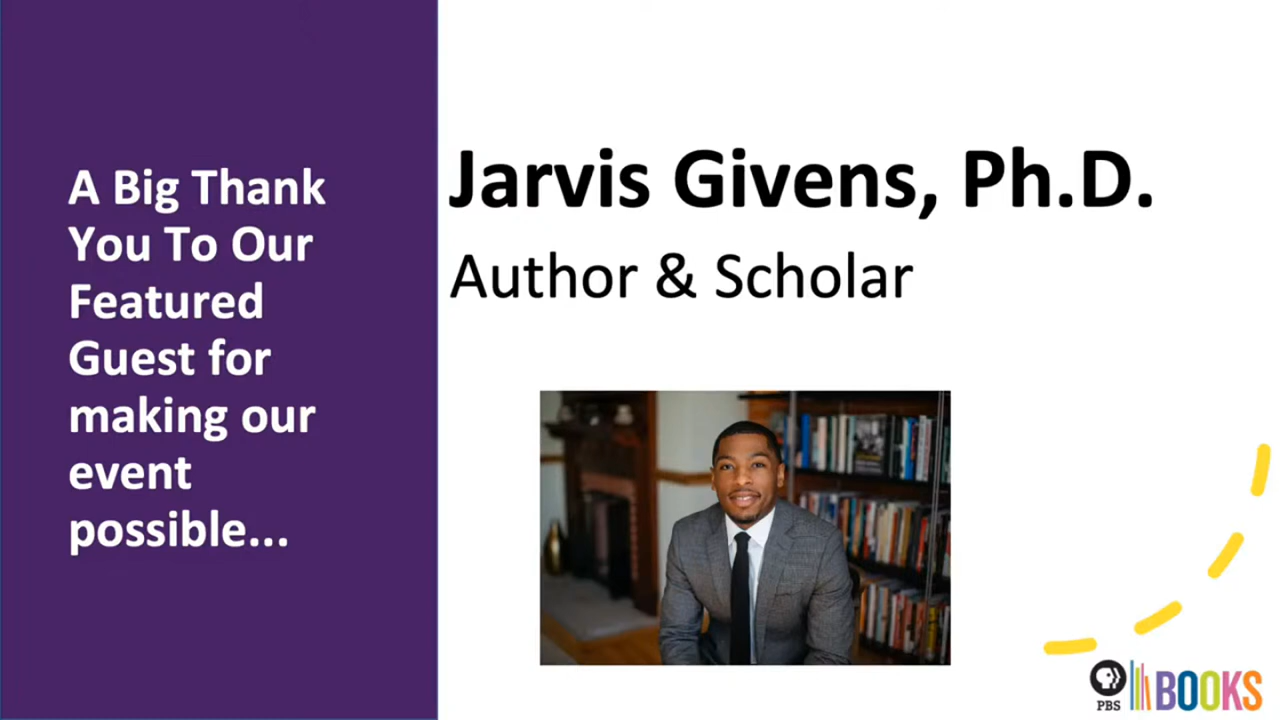 A Big Thank
You To Our
Featured
Guest for
making our
event
possible...
Jarvis Givens, Ph.D.
Author & Scholar
PBS
BOOKS